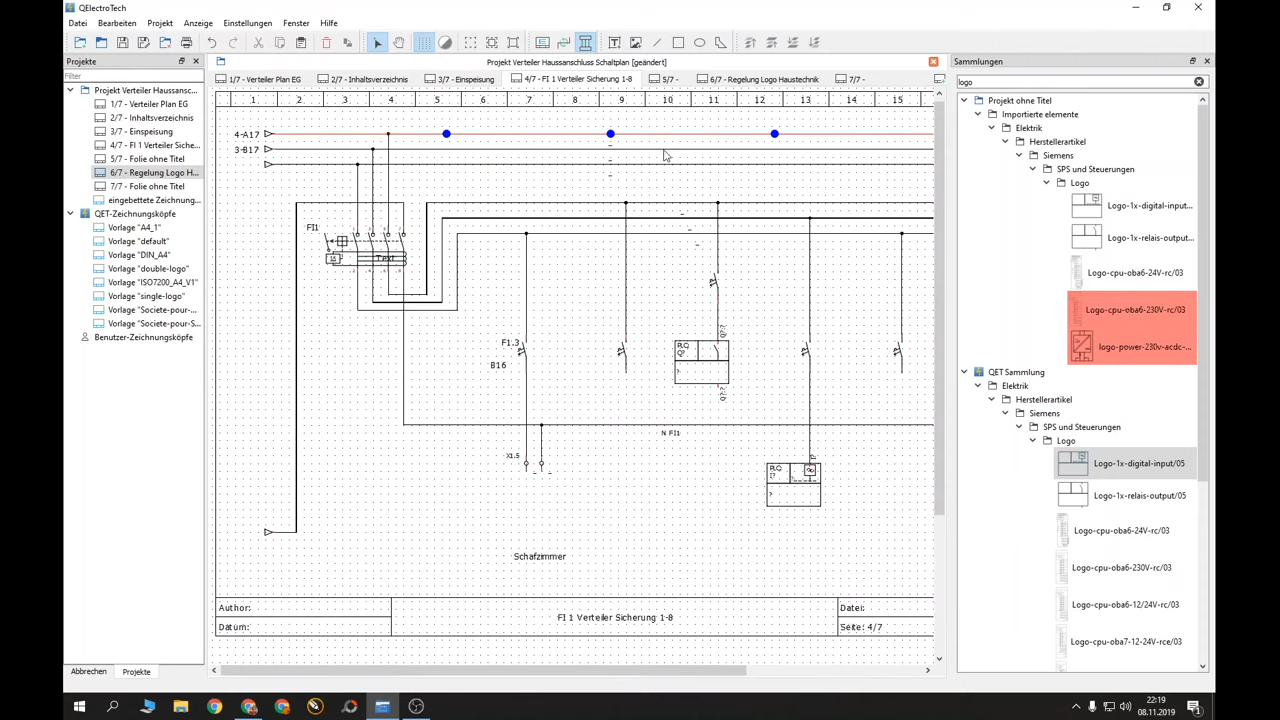 QElectroTech
Datei Bearbeiten Projekt Anzeige Einstellungen Fenster Hilfe
Projekte
Filter
Projekt Verteiler Haussanschluss Schaltplan [geändert]
Sammlungen
logo
1/7 - Verteiler Plan EG
2/7 - Inhaltsverzeichnis
3/7 - Einspeisung
4/7 - FI 1 Verteiler Sicherung 1-8
5/7 -
6/7 - Regelung Logo Haustechnik
7/7 -
Projekt Verteiler Haussanschl...
1/7 - Verteiler Plan EG
2/7 - Inhaltsverzeichnis
3/7 - Einspeisung
4/7 - FI 1 Verteiler Siche...
5/7 - Folie ohne Titel
6/7 - Regelung Logo H...
7/7 - Folie ohne Titel
eingebettete Zeichnung...
QET-Zeichnungsköpfe
Vorlage "A4_1"
Vorlage "default"
Vorlage "DIN_A4"
Vorlage "double-logo"
Vorlage "ISO7200_A4_V1"
Vorlage "single-logo"
Vorlage "Societe-pour-...
Vorlage "Societe-pour-S...
Benutzer-Zeichnungsköpfe
Abbrechen Projekte
1 2 3 4 5 6 7 8 9 10 11 12 13 14 15
4-A17
3-B17
FI1
Text
F1.3
B16
PLC
Q?
?
Q?.?
Q?.?
N FI1
X1.5
PLC
I?
?
I?
Schafzimmer
Author:
Datum:
FI 1 Verteiler Sicherung 1-8
Datei:
Seite: 4/7
Projekt ohne Titel
Importierte elemente
Elektrik
Herstellerartikel
Siemens
SPS und Steuerungen
Logo
Logo-1x-digital-input...
Logo-1x-relais-output...
Logo-cpu-oba6-24V-rc/03
Logo-cpu-oba6-230V-rc/03
logo-power-230v-acdc-...
QET Sammlung
Elektrik
Herstellerartikel
Siemens
SPS und Steuerungen
Logo
Logo-1x-digital-input/05
Logo-1x-relais-output/05
Logo-cpu-oba6-24V-rc/03
Logo-cpu-oba6-230V-rc/03
Logo-cpu-oba6-12/24V-rc/03
Logo-cpu-oba7-12-24V-rce/03
22:19
08.11.2019